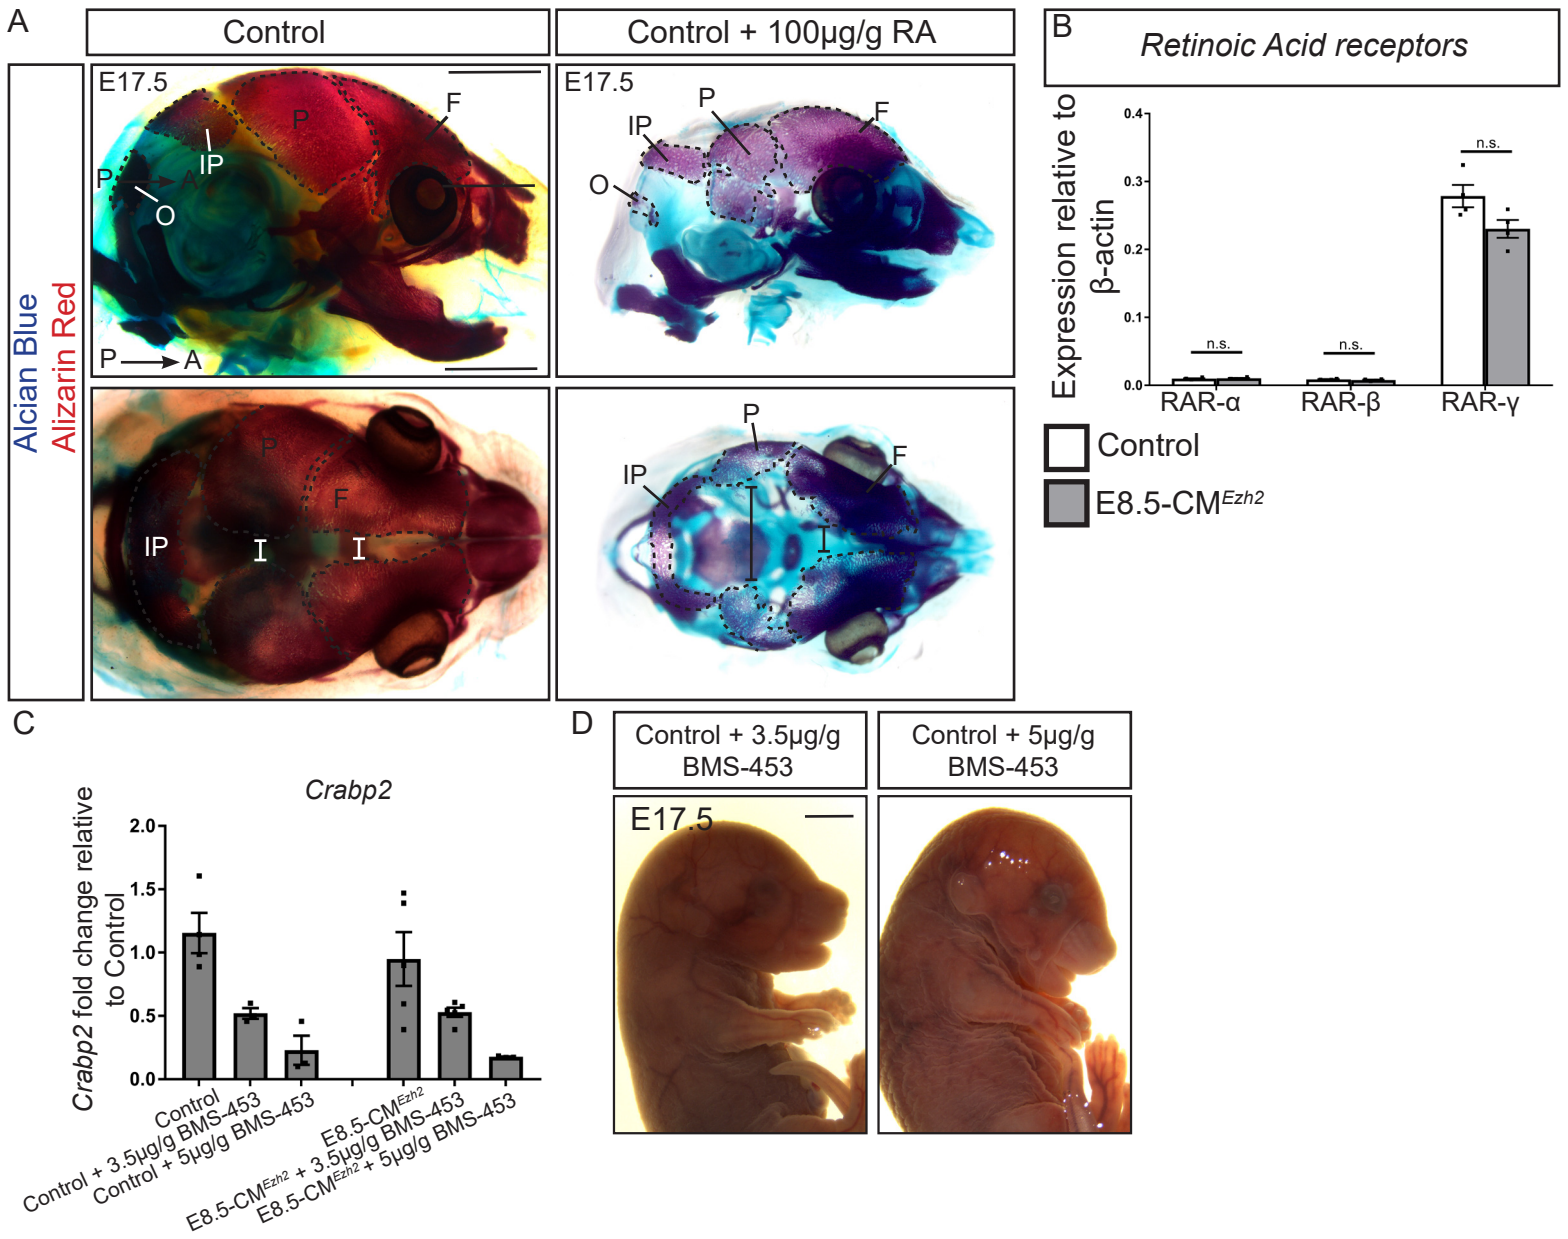 A
Control
Control + 100µg/g RA
Alcian Blue
Alizarin Red
E17.5
P
F
IP
P
A
O
P
A
E17.5
IP
P
F
O
P
F
IP
P
F
IP
B
Retinoic Acid receptors
Expression relative to
β-actin
0.4
0.3
0.2
0.1
0.0
n.s.
n.s.
n.s.
RAR-α
RAR-β
RAR-γ
Control
E8.5-CMEzh2
C
Crabp2
Crabp2 fold change relative
to Control
2.0
1.5
1.0
0.5
0.0
Control
Control + 3.5µg/g BMS-453
Control + 5µg/g BMS-453
E8.5-CMEzh2
E8.5-CMEzh2 + 3.5µg/g BMS-453
E8.5-CMEzh2 + 5µg/g BMS-453
D
Control + 3.5µg/g
BMS-453
Control + 5µg/g
BMS-453
E17.5